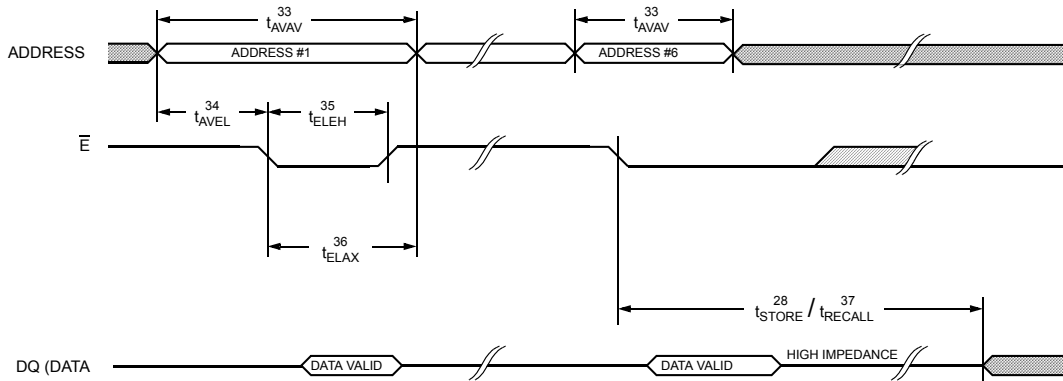 33
tAVAV
33
tAVAV
ADDRESS
ADDRESS #1
ADDRESS #6
34
tAVEL
35
tELEH
E
36
tELAX
28 37
tSTORE / tRECALL
DQ (DATA
DATA VALID
DATA VALID
HIGH IMPEDANCE